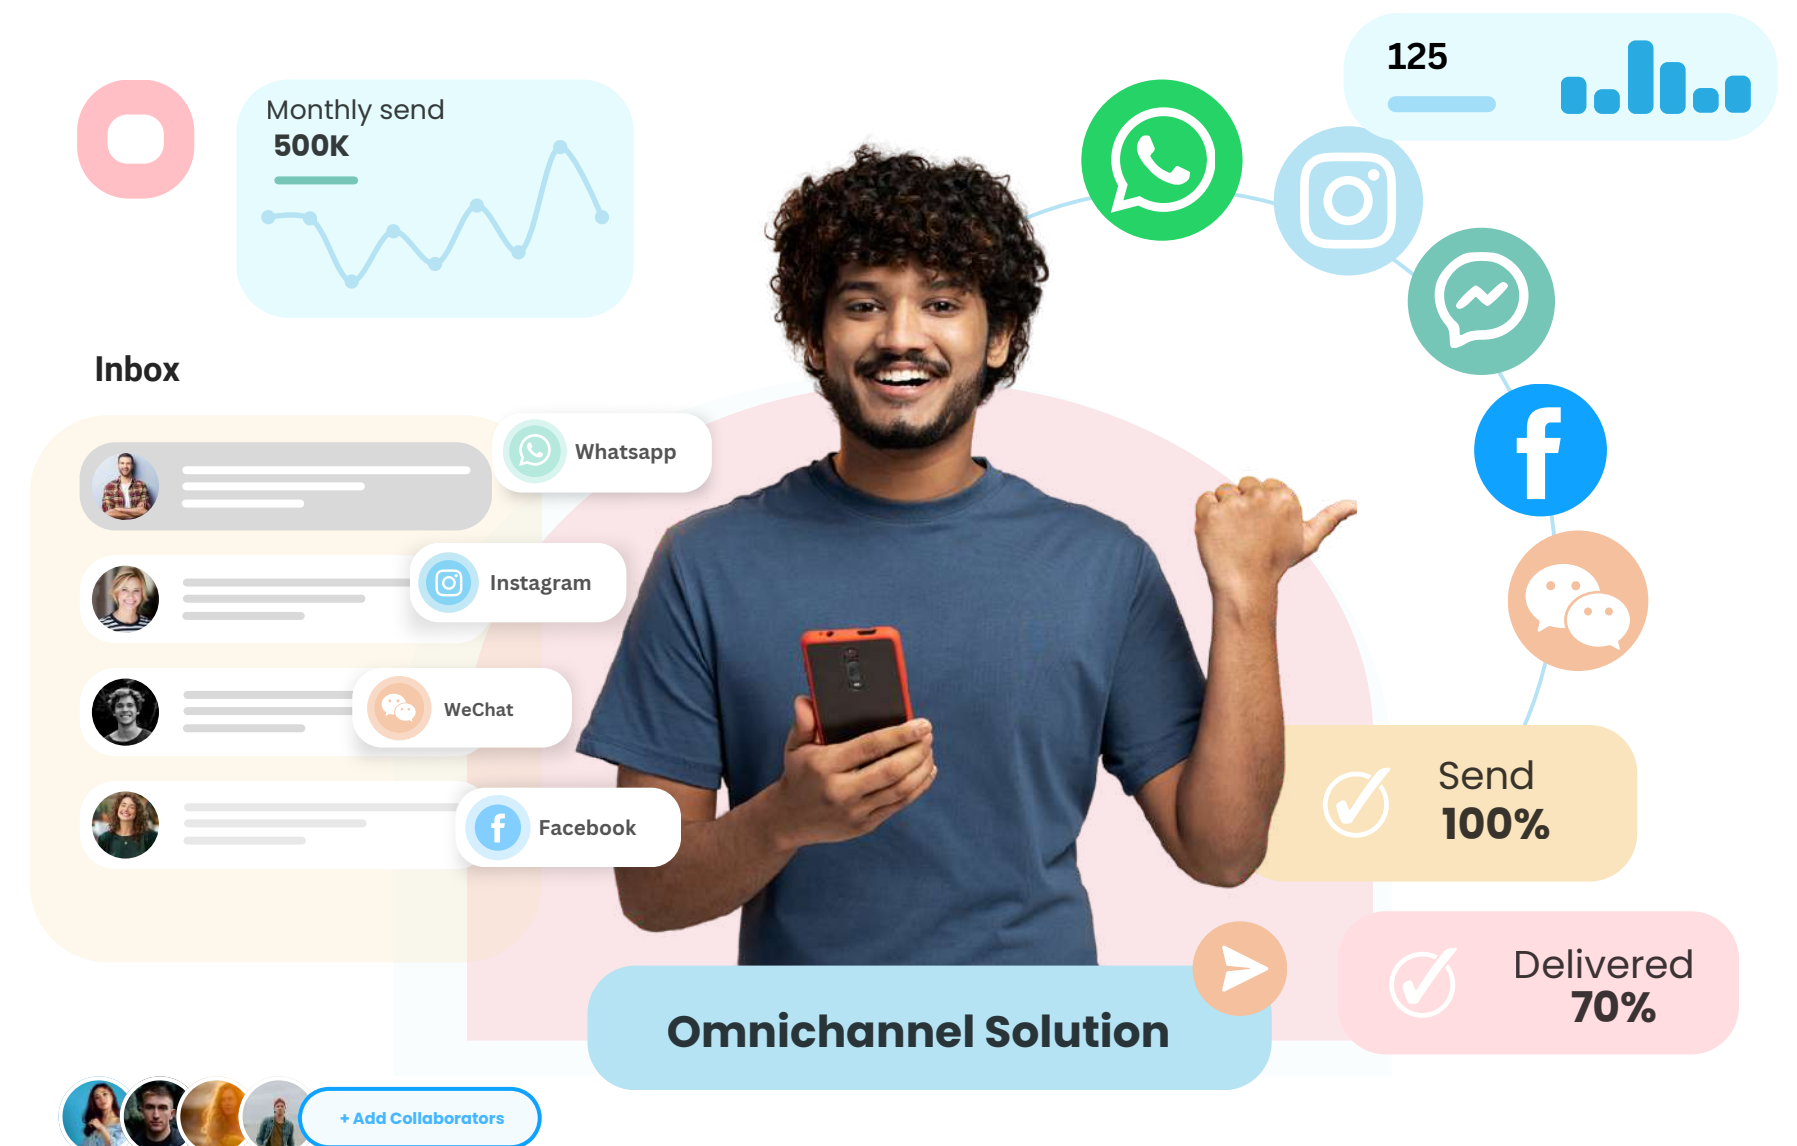 125
Monthly send
500K
Inbox
Whatsapp
Instagram
WeChat
Facebook
Send
100%
Delivered
70%
Omnichannel Solution
+ Add Collaborators